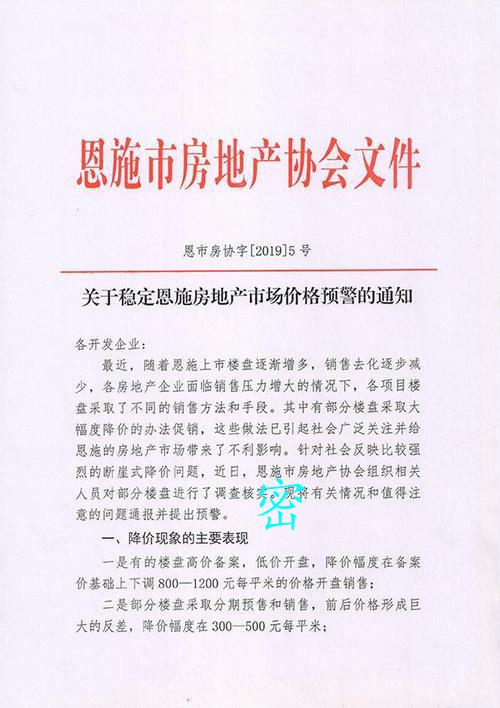 恩施市房地产协会文件
恩市房协字[2019]5号
关于稳定恩施房地产市场价格预警的通知
各开发企业：
最近，随着恩施上市楼盘逐渐增多，销售去化逐步减
少，各房地产企业面临销售压力增大的情况下，各项目楼
盘采取了不同的销售方法和手段。其中有部分楼盘采取大
幅度降价的办法促销，这些做法已引起社会广泛关注并给
恩施的房地产市场带来了不利影响。针对社会反映比较强
烈的断崖式降价问题，近日，恩施市房地产协会组织相关
人员对部分楼盘进行了调查核实。现将有关情况和值得注
意的问题通报并提出预警。
密
一、降价现象的主要表现
一是有的楼盘高价备案，低价开盘，降价幅度在备案
价基础上下调800—1200元每平米的价格开盘销售；
二是部分楼盘采取分期预售和销售，前后价格形成巨
大的反差，降价幅度在300—500元每平米；